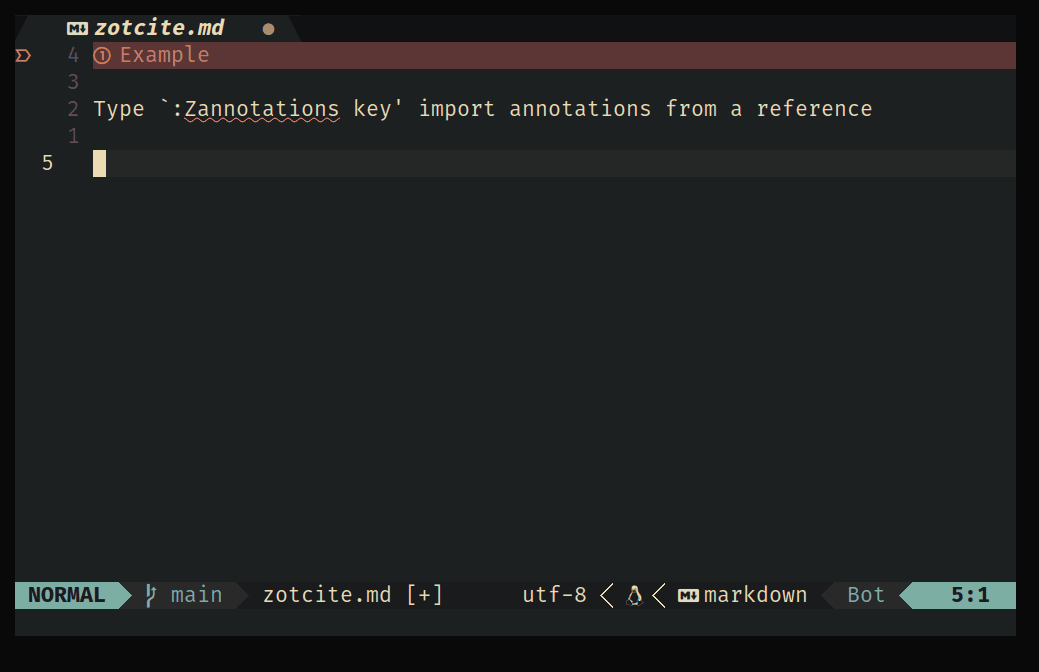 zotcite.md ●
4 ① Example
3
2 Type `:Zannotations key' import annotations from a reference
1
5
NORMAL main zotcite.md [+] utf-8 markdown Bot 5:1